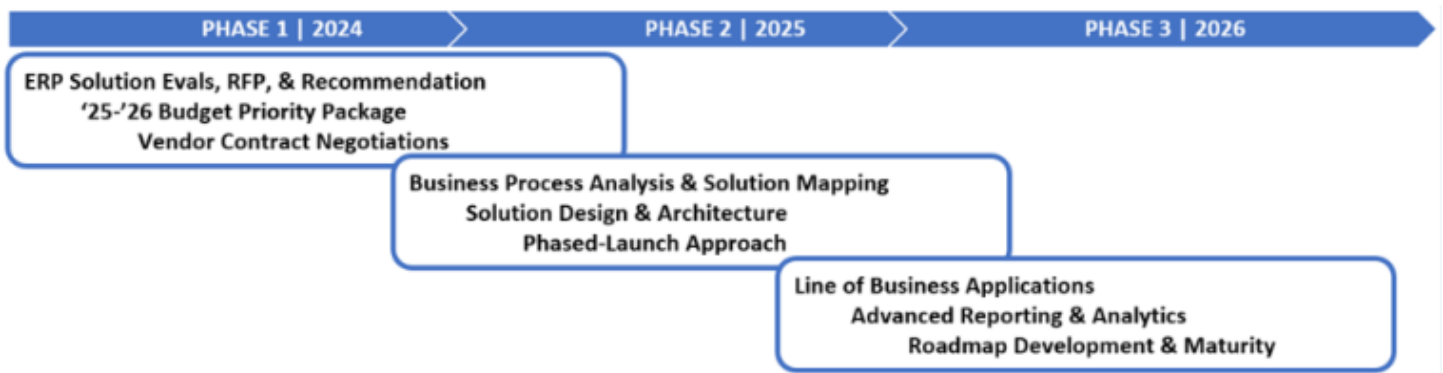 PHASE 1 | 2024
PHASE 2 | 2025
PHASE 3 | 2026
ERP Solution Evals, RFP, & Recommendation
‘25-’26 Budget Priority Package
Vendor Contract Negotiations
Business Process Analysis & Solution Mapping
Solution Design & Architecture
Phased-Launch Approach
Line of Business Applications
Advanced Reporting & Analytics
Roadmap Development & Maturity